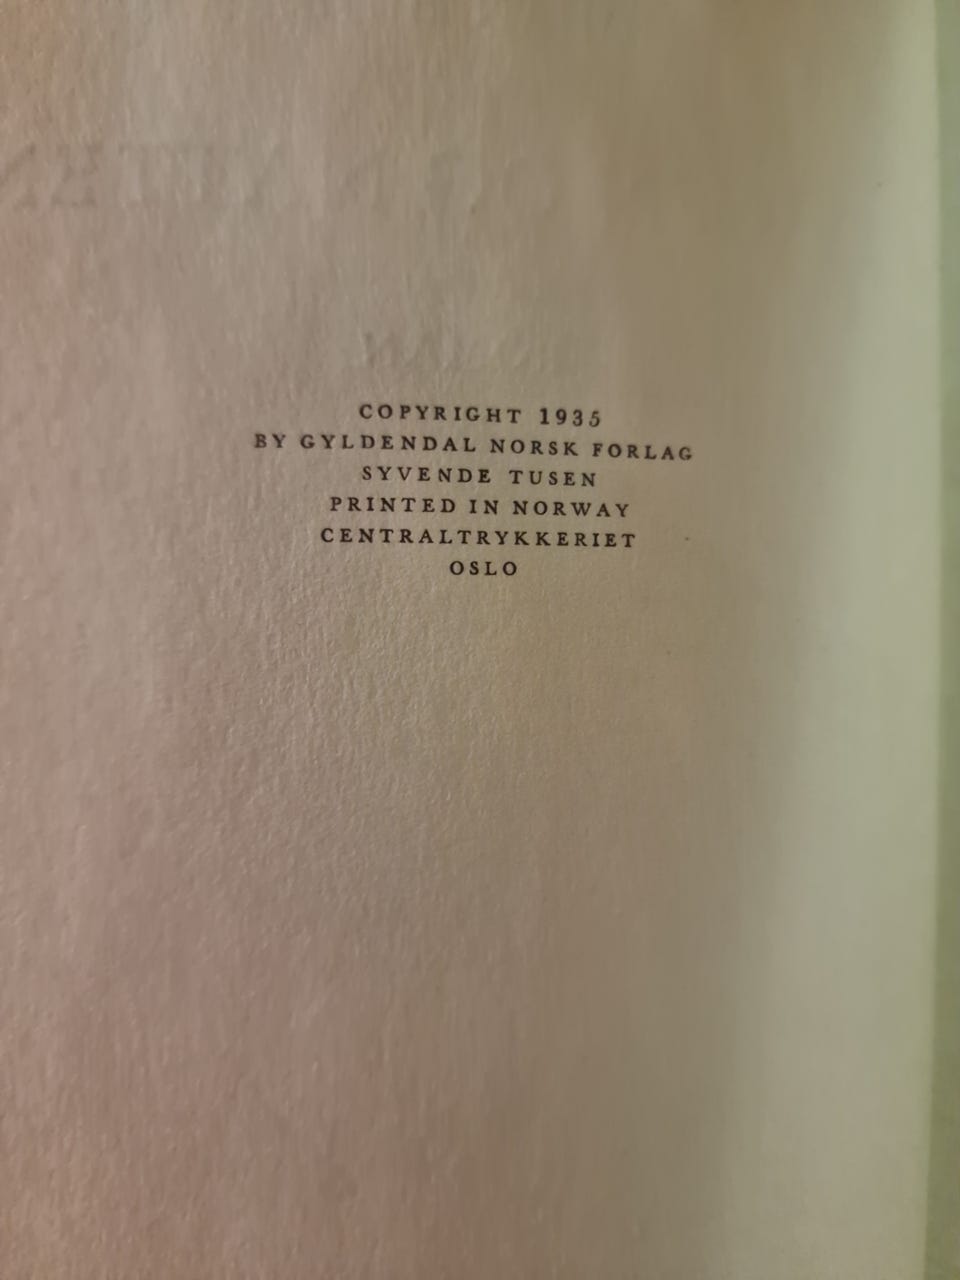 COPYRIGHT 1935
BY GYLDENDAL NORSK FORLAG
SYVENDE TUSEN
PRINTED IN NORWAY
CENTRALTRYKKERIET
OSLO